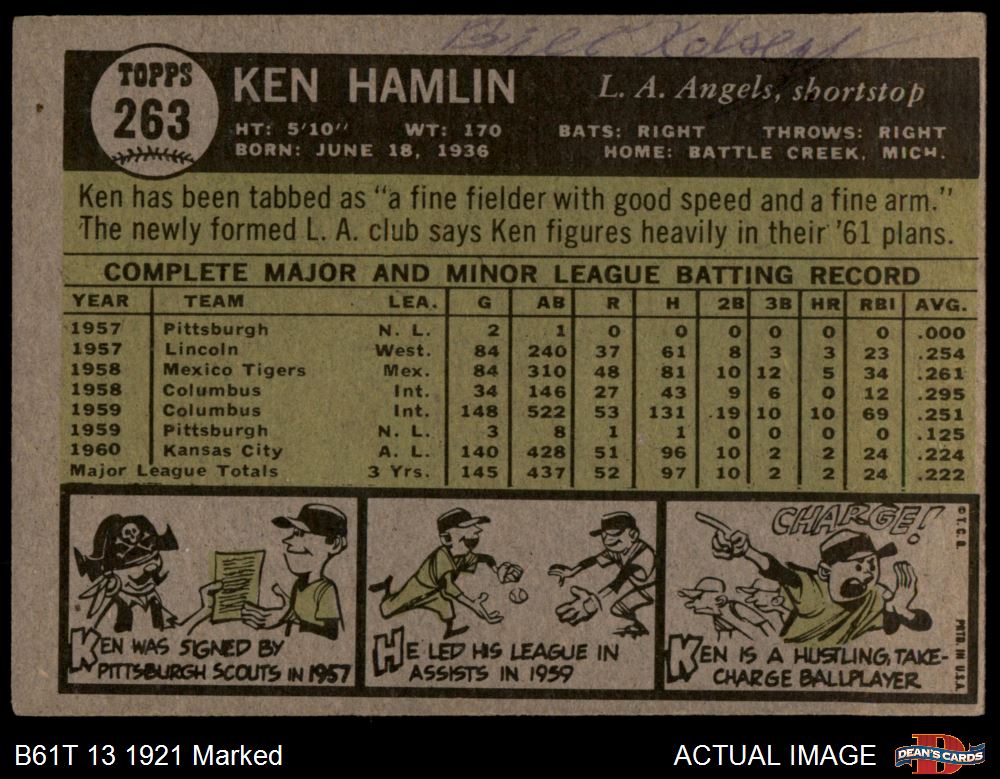 TOPPS
263
KEN HAMLIN
L. A. Angels, shortstop
HT: 5'10" WT: 170 BATS: RIGHT THROWS: RIGHT
BORN: JUNE 18, 1936 HOME: BATTLE CREEK, MICH.
Ken has been tabbed as "a fine fielder with good speed and a fine arm."
The newly formed L. A. club says Ken figures heavily in their '61 plans.
COMPLETE MAJOR AND MINOR LEAGUE BATTING RECORD
YEAR TEAM LEA. G AB R H 2B 3B HR RBI AVG.
1957 Pittsburgh N. L. 2 1 0 0 0 0 0 0 .000
1957 Lincoln West. 84 240 37 61 8 3 3 23 .254
1958 Mexico Tigers Mex. 84 310 48 81 10 12 5 34 .261
1958 Columbus Int. 34 146 27 43 9 6 0 12 .295
1959 Columbus Int. 148 522 53 131 19 10 10 69 .251
1959 Pittsburgh N. L. 3 8 1 1 0 0 0 0 .125
1960 Kansas City A. L. 140 428 51 96 10 2 2 24 .224
Major League Totals 3 Yrs. 145 437 52 97 10 2 2 24 .222
KEN WAS SIGNED BY
PITTSBURGH SCOUTS IN 1957
HE LED HIS LEAGUE IN
ASSISTS IN 1959
CHARGE!
KEN IS A HUSTLING, TAKE-
CHARGE BALLPLAYER
© T. C. G.
PRTD. IN U.S.A.
B61T 13 1921 Marked
ACTUAL IMAGE
DEAN'S CARDS